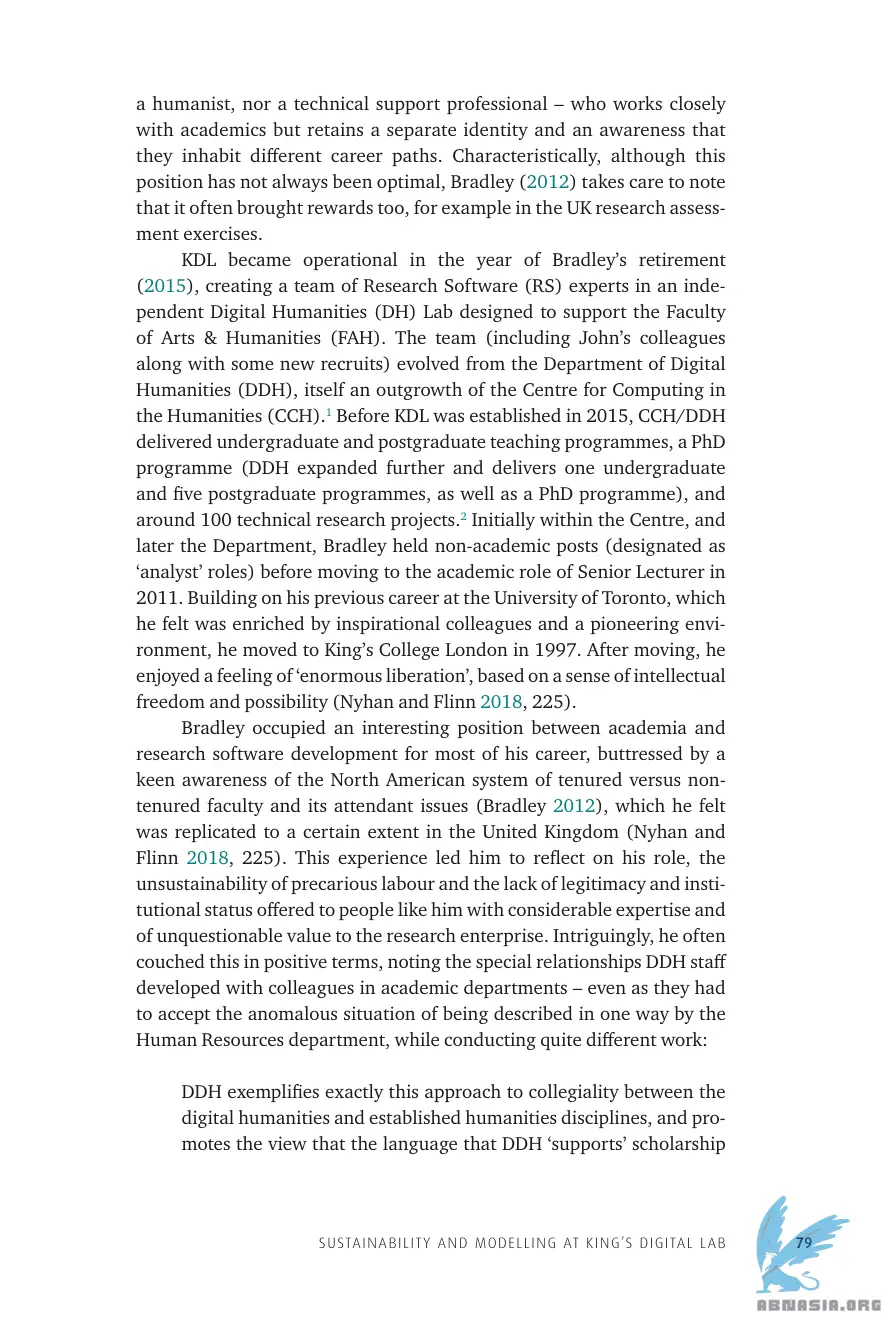 a humanist, nor a technical support professional – who works closely
with academics but retains a separate identity and an awareness that
they inhabit different career paths. Characteristically, although this
position has not always been optimal, Bradley (2012) takes care to note
that it often brought rewards too, for example in the UK research assess-
ment exercises.
KDL became operational in the year of Bradley’s retirement
(2015), creating a team of Research Software (RS) experts in an inde-
pendent Digital Humanities (DH) Lab designed to support the Faculty
of Arts & Humanities (FAH). The team (including John’s colleagues
along with some new recruits) evolved from the Department of Digital
Humanities (DDH), itself an outgrowth of the Centre for Computing in
the Humanities (CCH).¹ Before KDL was established in 2015, CCH/DDH
delivered undergraduate and postgraduate teaching programmes, a PhD
programme (DDH expanded further and delivers one undergraduate
and five postgraduate programmes, as well as a PhD programme), and
around 100 technical research projects.² Initially within the Centre, and
later the Department, Bradley held non-academic posts (designated as
‘analyst’ roles) before moving to the academic role of Senior Lecturer in
2011. Building on his previous career at the University of Toronto, which
he felt was enriched by inspirational colleagues and a pioneering envi-
ronment, he moved to King’s College London in 1997. After moving, he
enjoyed a feeling of ‘enormous liberation’, based on a sense of intellectual
freedom and possibility (Nyhan and Flinn 2018, 225).
Bradley occupied an interesting position between academia and
research software development for most of his career, buttressed by a
keen awareness of the North American system of tenured versus non-
tenured faculty and its attendant issues (Bradley 2012), which he felt
was replicated to a certain extent in the United Kingdom (Nyhan and
Flinn 2018, 225). This experience led him to reflect on his role, the
unsustainability of precarious labour and the lack of legitimacy and insti-
tutional status offered to people like him with considerable expertise and
of unquestionable value to the research enterprise. Intriguingly, he often
couched this in positive terms, noting the special relationships DDH staff
developed with colleagues in academic departments – even as they had
to accept the anomalous situation of being described in one way by the
Human Resources department, while conducting quite different work:
DDH exemplifies exactly this approach to collegiality between the
digital humanities and established humanities disciplines, and pro-
motes the view that the language that DDH ‘supports’ scholarship
SUSTAINABILITY AND MODELLING AT KING’S DIGITAL LAB 79
ABNASIA.ORG